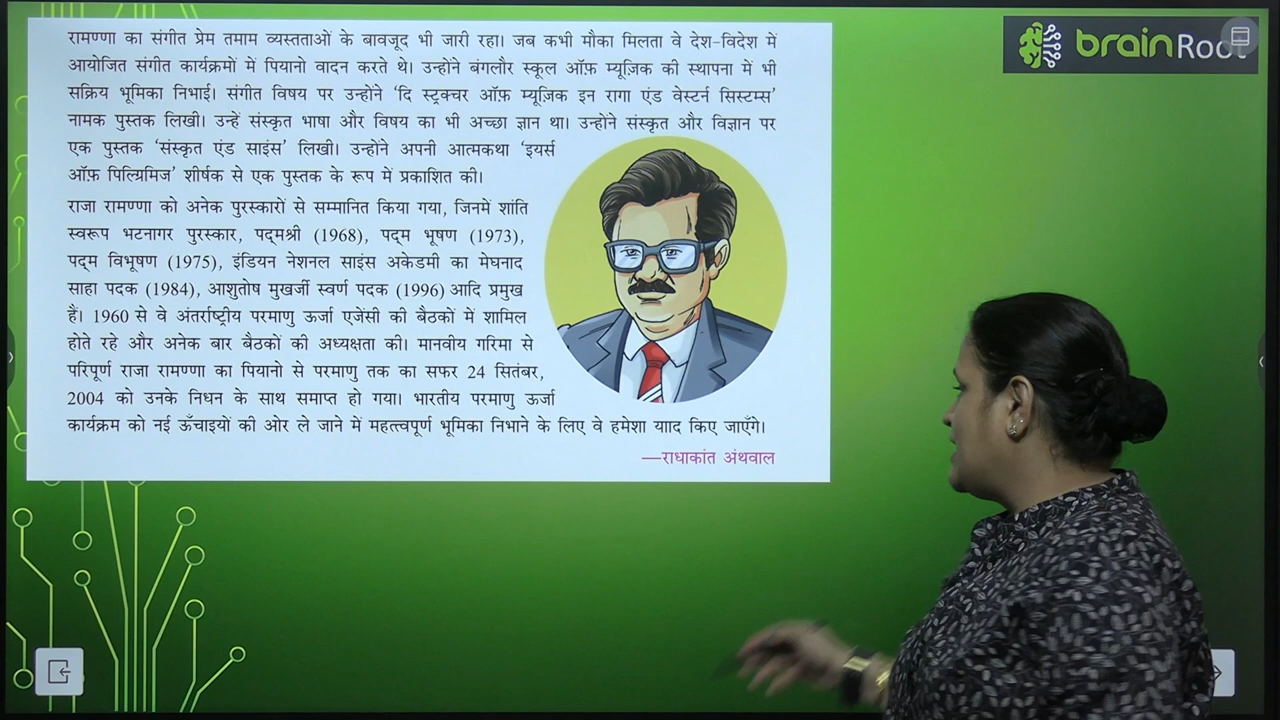 रामण्णा का संगीत प्रेम तमाम व्यस्तताओं के बावजूद भी जारी रहा। जब कभी मौका मिलता वे देश-विदेश में
आयोजित संगीत कार्यक्रमों में पियानो वादन करते थे। उन्होंने बंगलौर स्कूल ऑफ़ म्यूज़िक की स्थापना में भी
सक्रिय भूमिका निभाई। संगीत विषय पर उन्होंने ‘दि स्ट्रक्चर ऑफ़ म्यूज़िक इन रागा एंड वेस्टर्न सिस्टम्स’
नामक पुस्तक लिखी। उन्हें संस्कृत भाषा और विषय का भी अच्छा ज्ञान था। उन्होंने संस्कृत और विज्ञान पर
एक पुस्तक ‘संस्कृत एंड साइंस’ लिखी। उन्होंने अपनी आत्मकथा ‘इयर्स
ऑफ़ पिल्ग्रिमिज’ शीर्षक से एक पुस्तक के रूप में प्रकाशित की।
राजा रामण्णा को अनेक पुरस्कारों से सम्मानित किया गया, जिनमें शांति
स्वरूप भटनागर पुरस्कार, पद्मश्री (1968), पद्म भूषण (1973),
पद्म विभूषण (1975), इंडियन नेशनल साइंस अकेडमी का मेघनाद
साहा पदक (1984), आशुतोष मुखर्जी स्वर्ण पदक (1996) आदि प्रमुख
हैं। 1960 से वे अंतर्राष्ट्रीय परमाणु ऊर्जा एजेंसी की बैठकों में शामिल
होते रहे और अनेक बार बैठकों की अध्यक्षता की। मानवीय गरिमा से
परिपूर्ण राजा रामण्णा का पियानो से परमाणु तक का सफर 24 सितंबर,
2004 को उनके निधन के साथ समाप्त हो गया। भारतीय परमाणु ऊर्जा
कार्यक्रम को नई ऊँचाइयों की ओर ले जाने में महत्त्वपूर्ण भूमिका निभाने के लिए वे हमेशा यााद किए जाएँगे।
—राधाकांत अंथवाल
brain Root